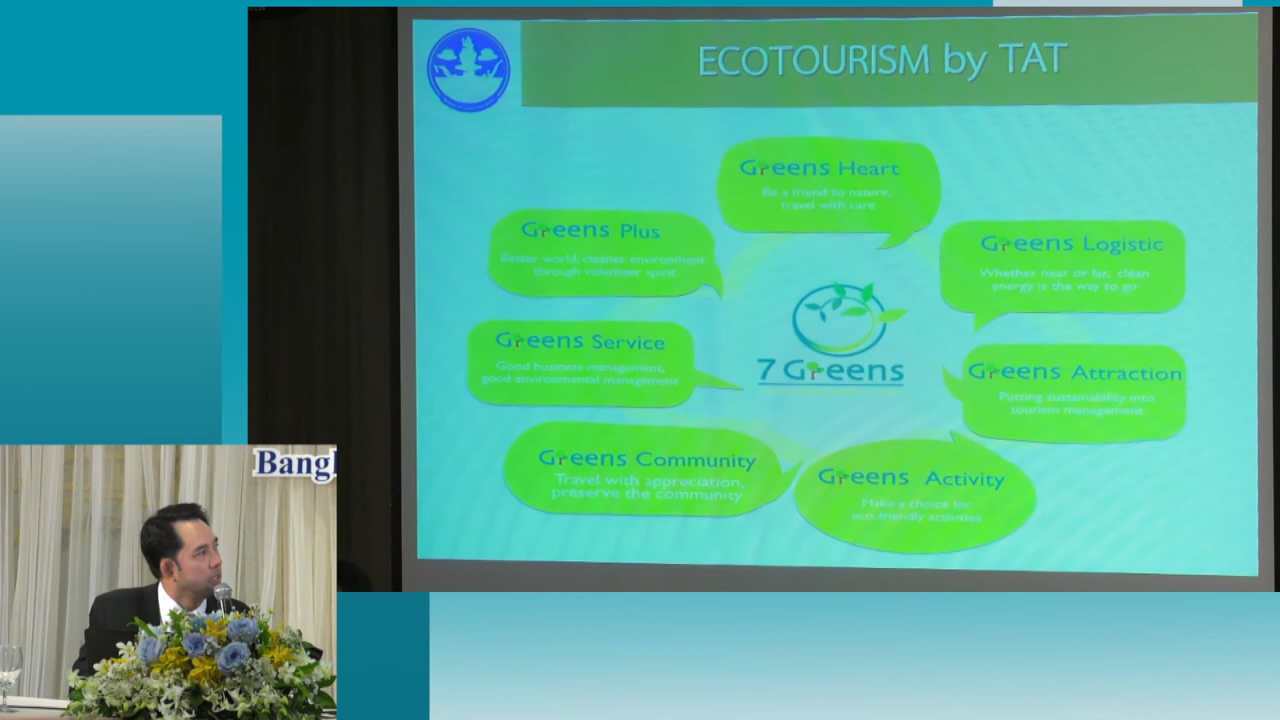 ECOTOURISM by TAT
Greens Heart
Be a friend to nature,
travel with care
Greens Plus
Better world, cleaner environment
through volunteer spirit
Greens Logistic
Whether near or far, clean
energy is the way to go
Greens Service
Good business management,
good environmental management
7 Greens
Greens Attraction
Putting sustainability into
tourism management
Greens Community
Travel with appreciation,
preserve the community
Greens Activity
Make a choice for
eco-friendly activities
Bang